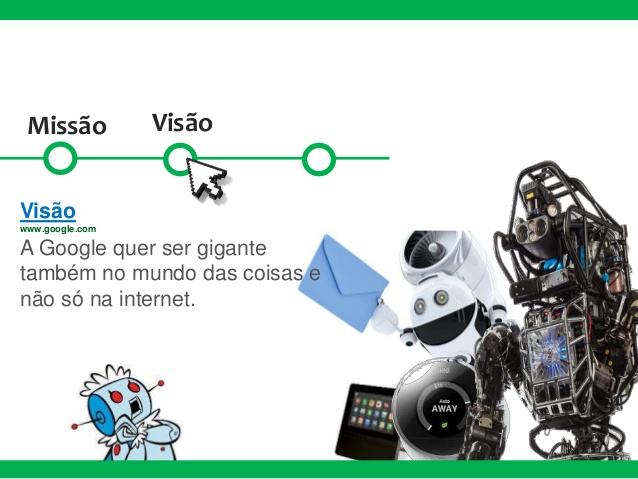 Missão
Visão
Visão
www.google.com
A Google quer ser gigante
também no mundo das coisas e
não só na internet.
Auto
AWAY